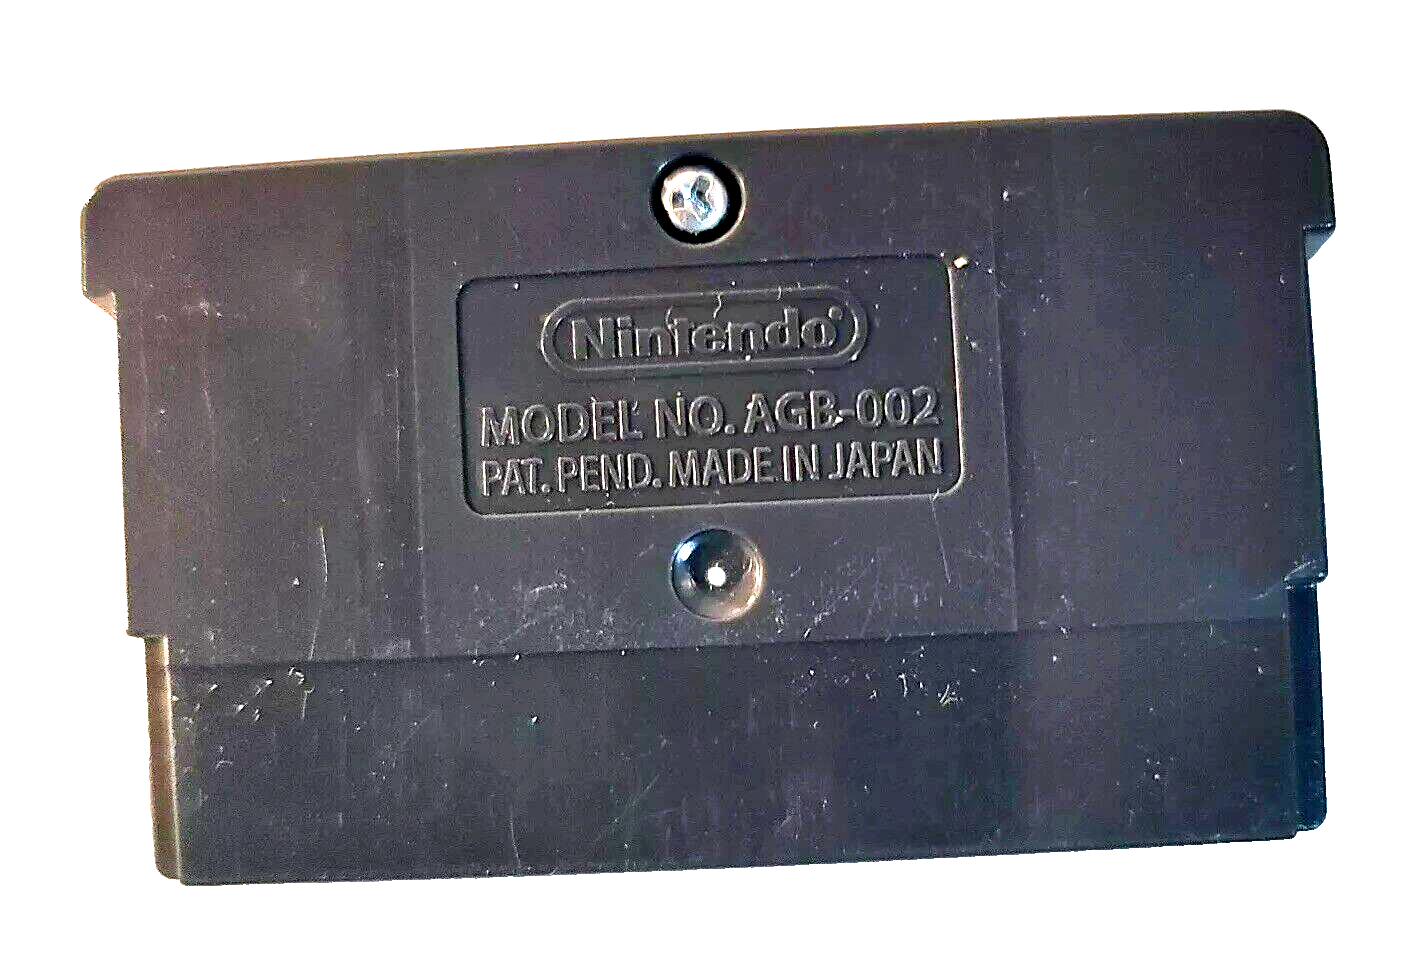 Nintendo®
MODEL NO. AGB-002
PAT. PEND. MADE IN JAPAN